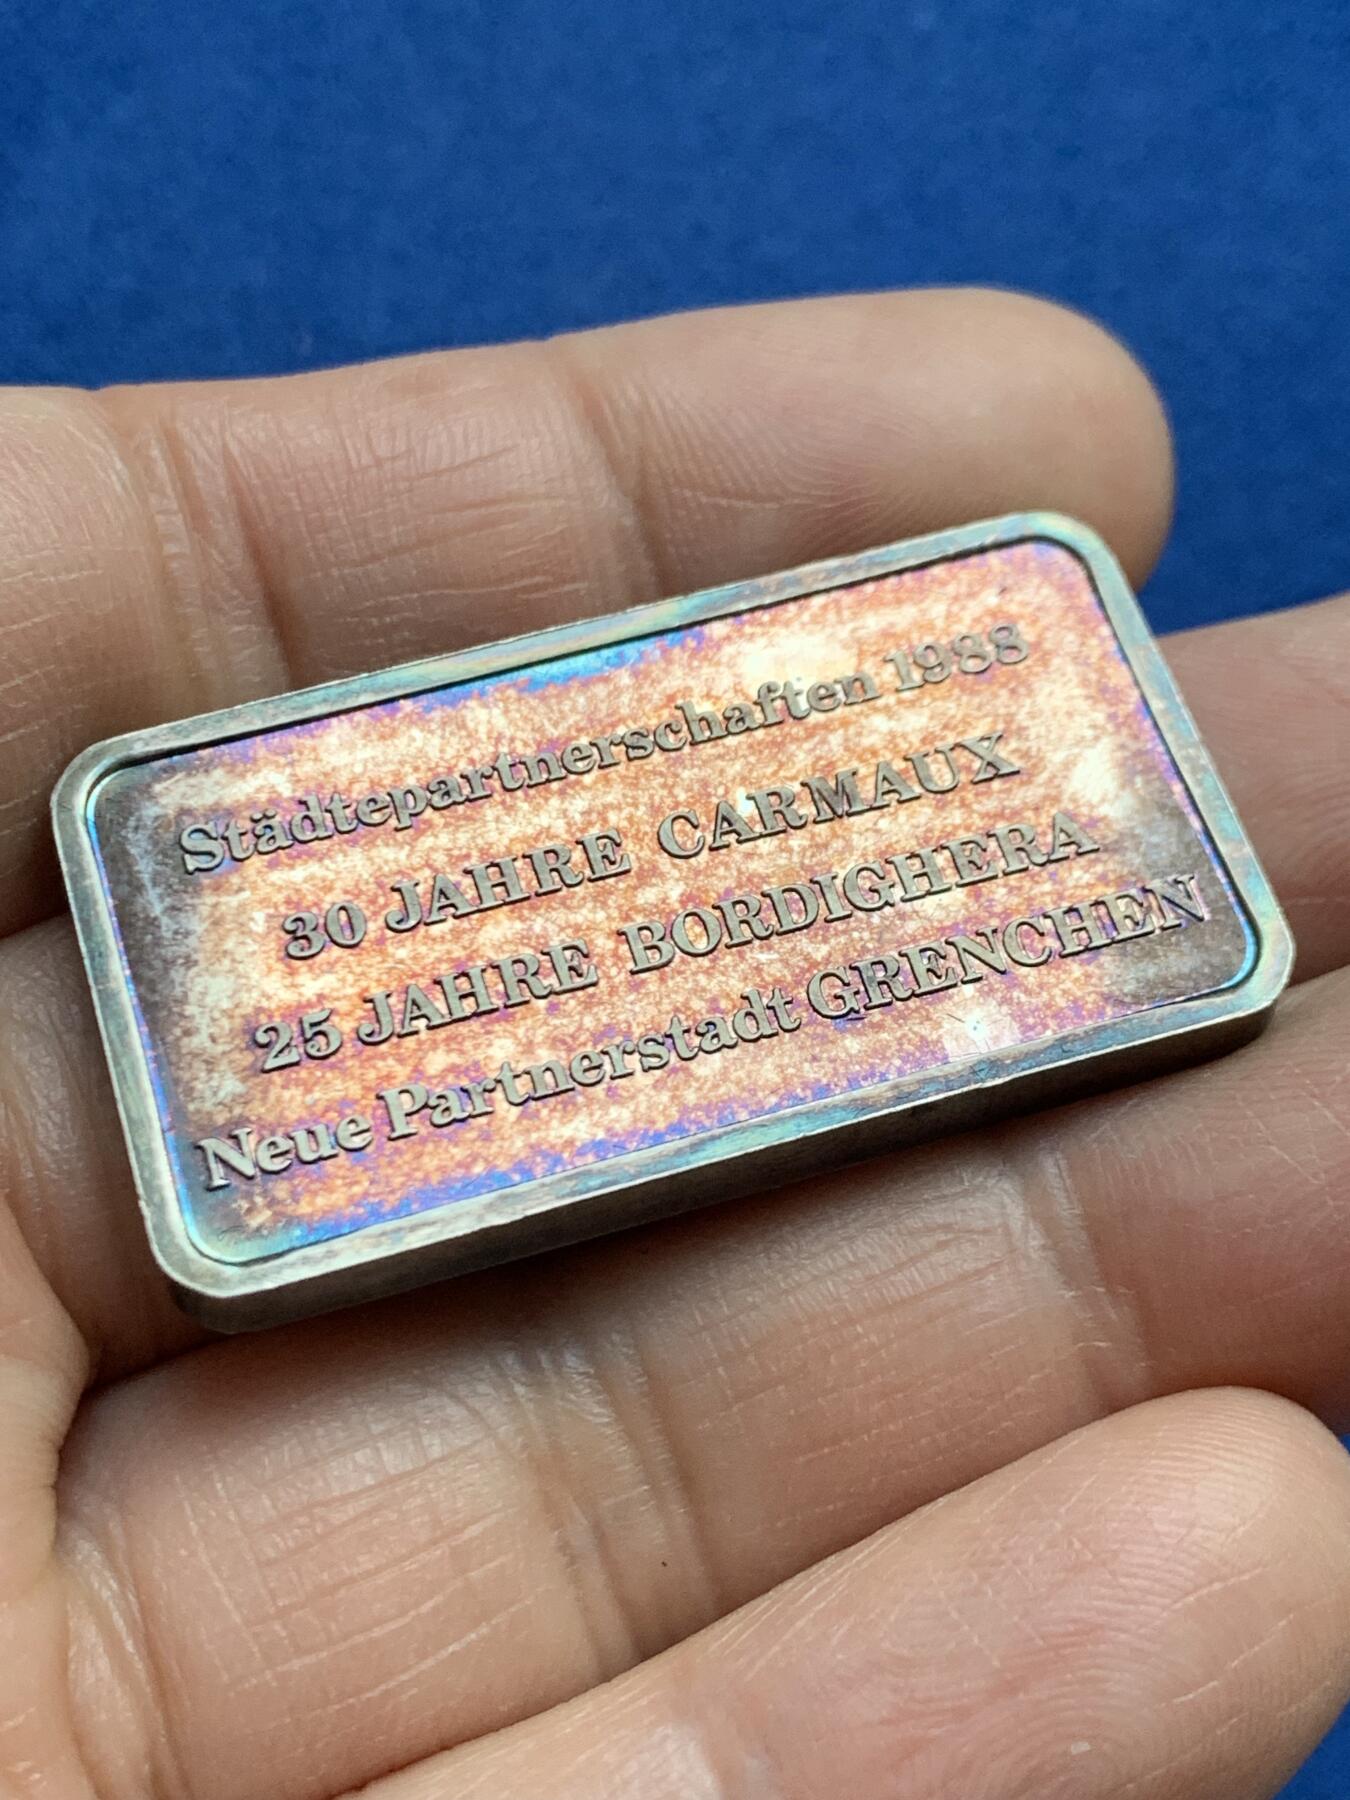 Städtepartnerschaften 1988
30 JAHRE CARMAUX
25 JAHRE BORDIGHERA
Neue Partnerstadt GRENCHEN